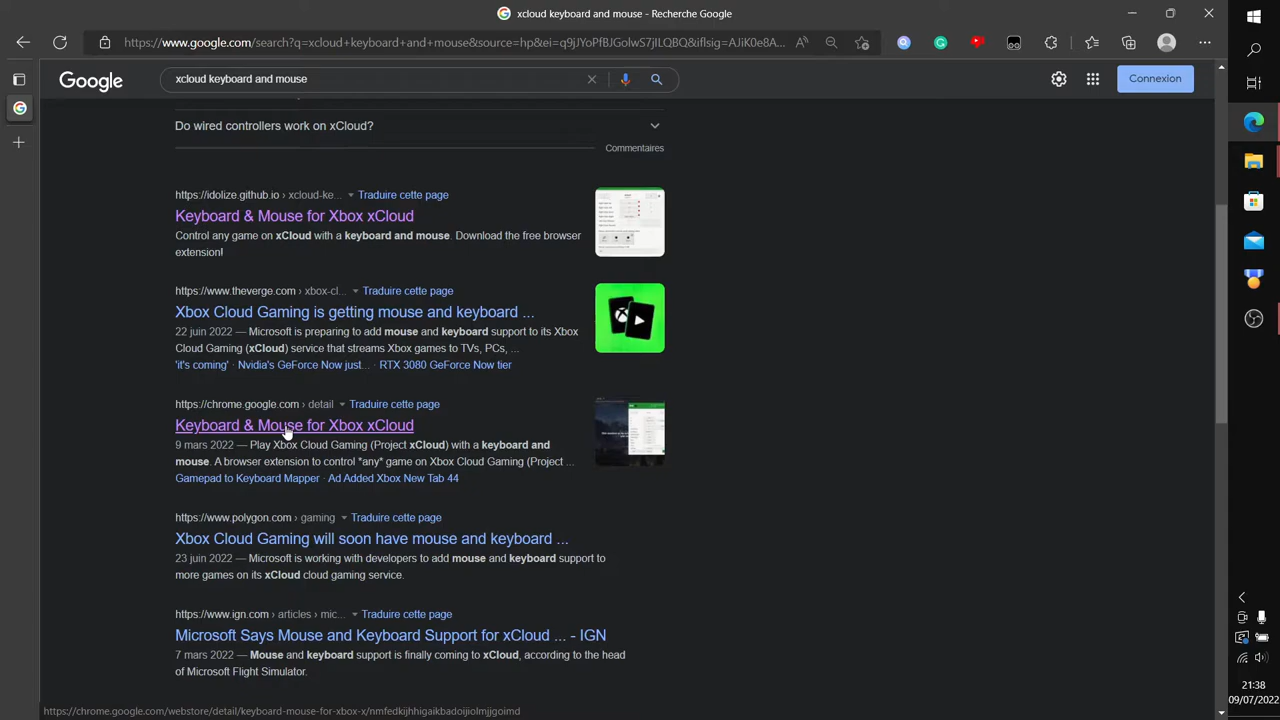 xcloud keyboard and mouse - Recherche Google
https://www.google.com/search?q=xcloud+keyboard+and+mouse&source=hp&ei=q9jJYoPfBJGolwS7jILQBQ&iflsig=AJiK0e8A...
Google
xcloud keyboard and mouse
Connexion
Do wired controllers work on xCloud?
Commentaires
https://idolize.github.io › xcloud-ke... Traduire cette page
Keyboard & Mouse for Xbox xCloud
Control any game on xCloud with keyboard and mouse. Download the free browser
extension!
https://www.theverge.com › xbox-cl... Traduire cette page
Xbox Cloud Gaming is getting mouse and keyboard ...
22 juin 2022 — Microsoft is preparing to add mouse and keyboard support to its Xbox
Cloud Gaming (xCloud) service that streams Xbox games to TVs, PCs, ...
'it's coming' · Nvidia's GeForce Now just... · RTX 3080 GeForce Now tier
https://chrome.google.com › detail Traduire cette page
Keyboard & Mouse for Xbox xCloud
9 mars 2022 — Play Xbox Cloud Gaming (Project xCloud) with a keyboard and
mouse. A browser extension to control *any* game on Xbox Cloud Gaming (Project ...
Gamepad to Keyboard Mapper · Ad Added Xbox New Tab 44
https://www.polygon.com › gaming Traduire cette page
Xbox Cloud Gaming will soon have mouse and keyboard ...
23 juin 2022 — Microsoft is working with developers to add mouse and keyboard support to
more games on its xCloud cloud gaming service.
https://www.ign.com › articles › mic... Traduire cette page
Microsoft Says Mouse and Keyboard Support for xCloud ... - IGN
7 mars 2022 — Mouse and keyboard support is finally coming to xCloud, according to the head
of Microsoft Flight Simulator.
https://chrome.google.com/webstore/detail/keyboard-mouse-for-xbox-x/nmfedkijhhigaikbadoijiolmjjgoimd
21:38
09/07/2022